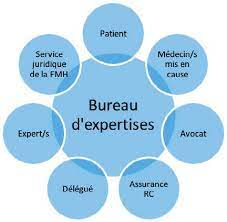 Patient
Service
juridique
de la FMH
Médecin/s
mis en
cause
Bureau
d'expertises
Expert/s
Avocat
Délégué
Assurance
RC